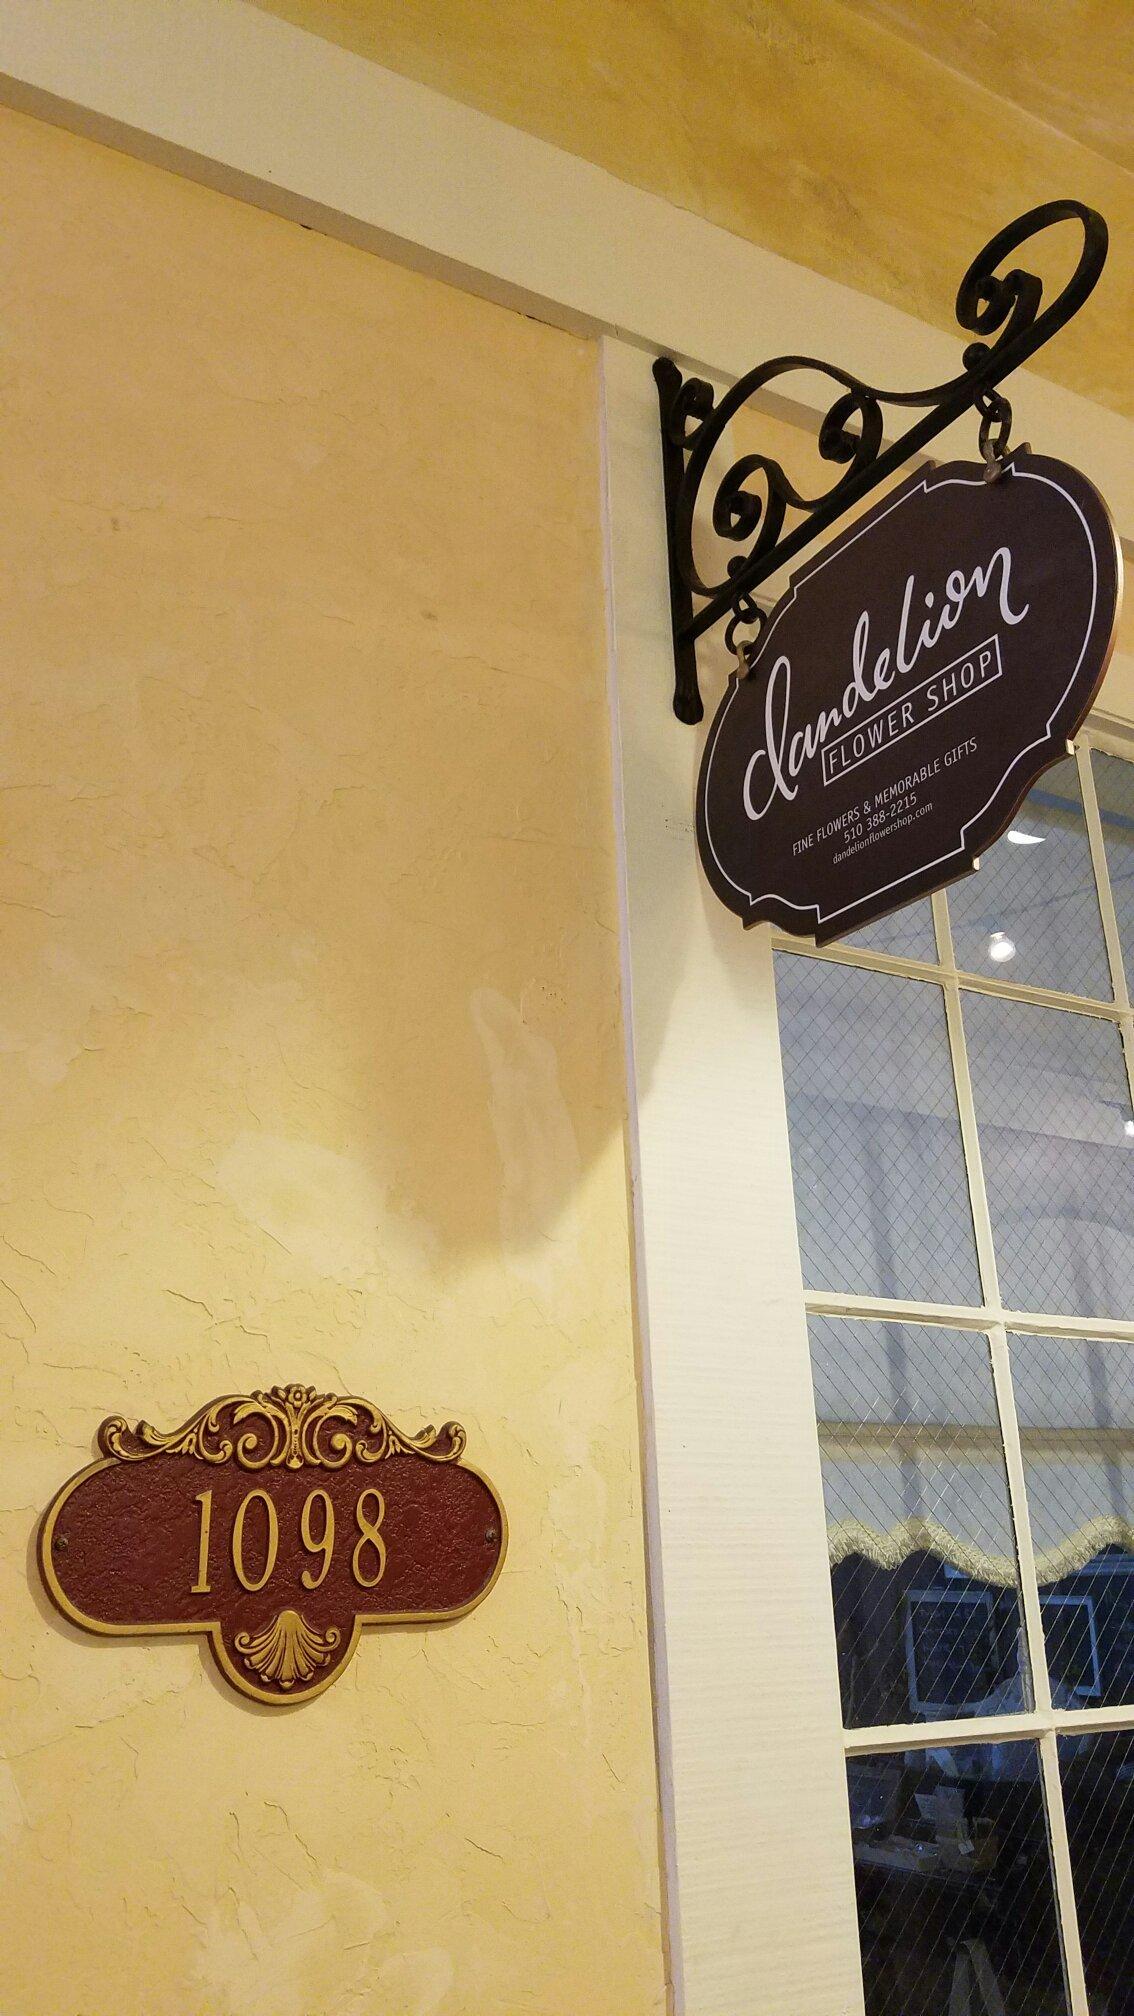 dandelion
FLOWER SHOP
FINE FLOWERS & MEMORABLE GIFTS
510 388-2215
dandelionflowershop.com
1098